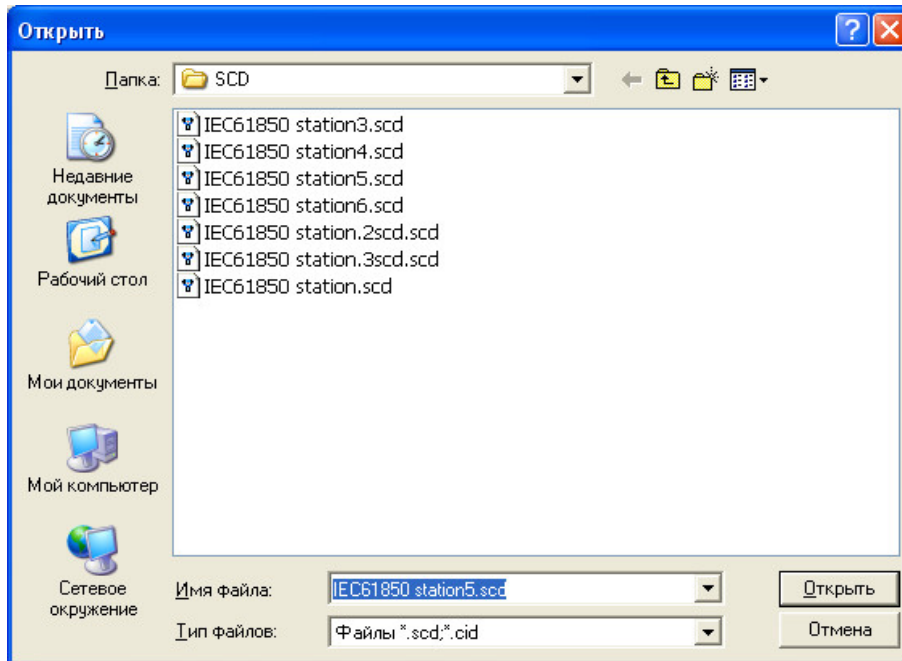 Открыть
Папка: SCD
IEC61850 station3.scd
IEC61850 station4.scd
IEC61850 station5.scd
IEC61850 station6.scd
IEC61850 station.2scd.scd
IEC61850 station.3scd.scd
IEC61850 station.scd
Недавние
документы
Рабочий стол
Мои документы
Мой компьютер
Сетевое
окружение
Имя файла: IEC61850 station5.scd Открыть
Тип файлов: Файлы *.scd;*.cid Отмена